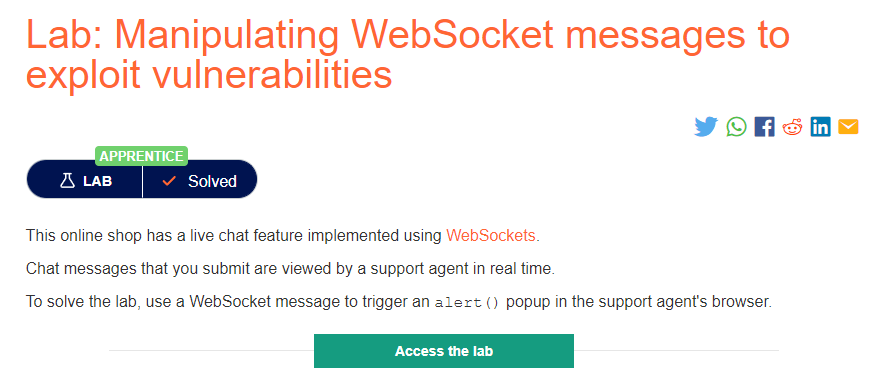 Lab: Manipulating WebSocket messages to
exploit vulnerabilities
APPRENTICE
LAB
Solved
This online shop has a live chat feature implemented using WebSockets.
Chat messages that you submit are viewed by a support agent in real time.
To solve the lab, use a WebSocket message to trigger an alert() popup in the support agent's browser.
Access the lab